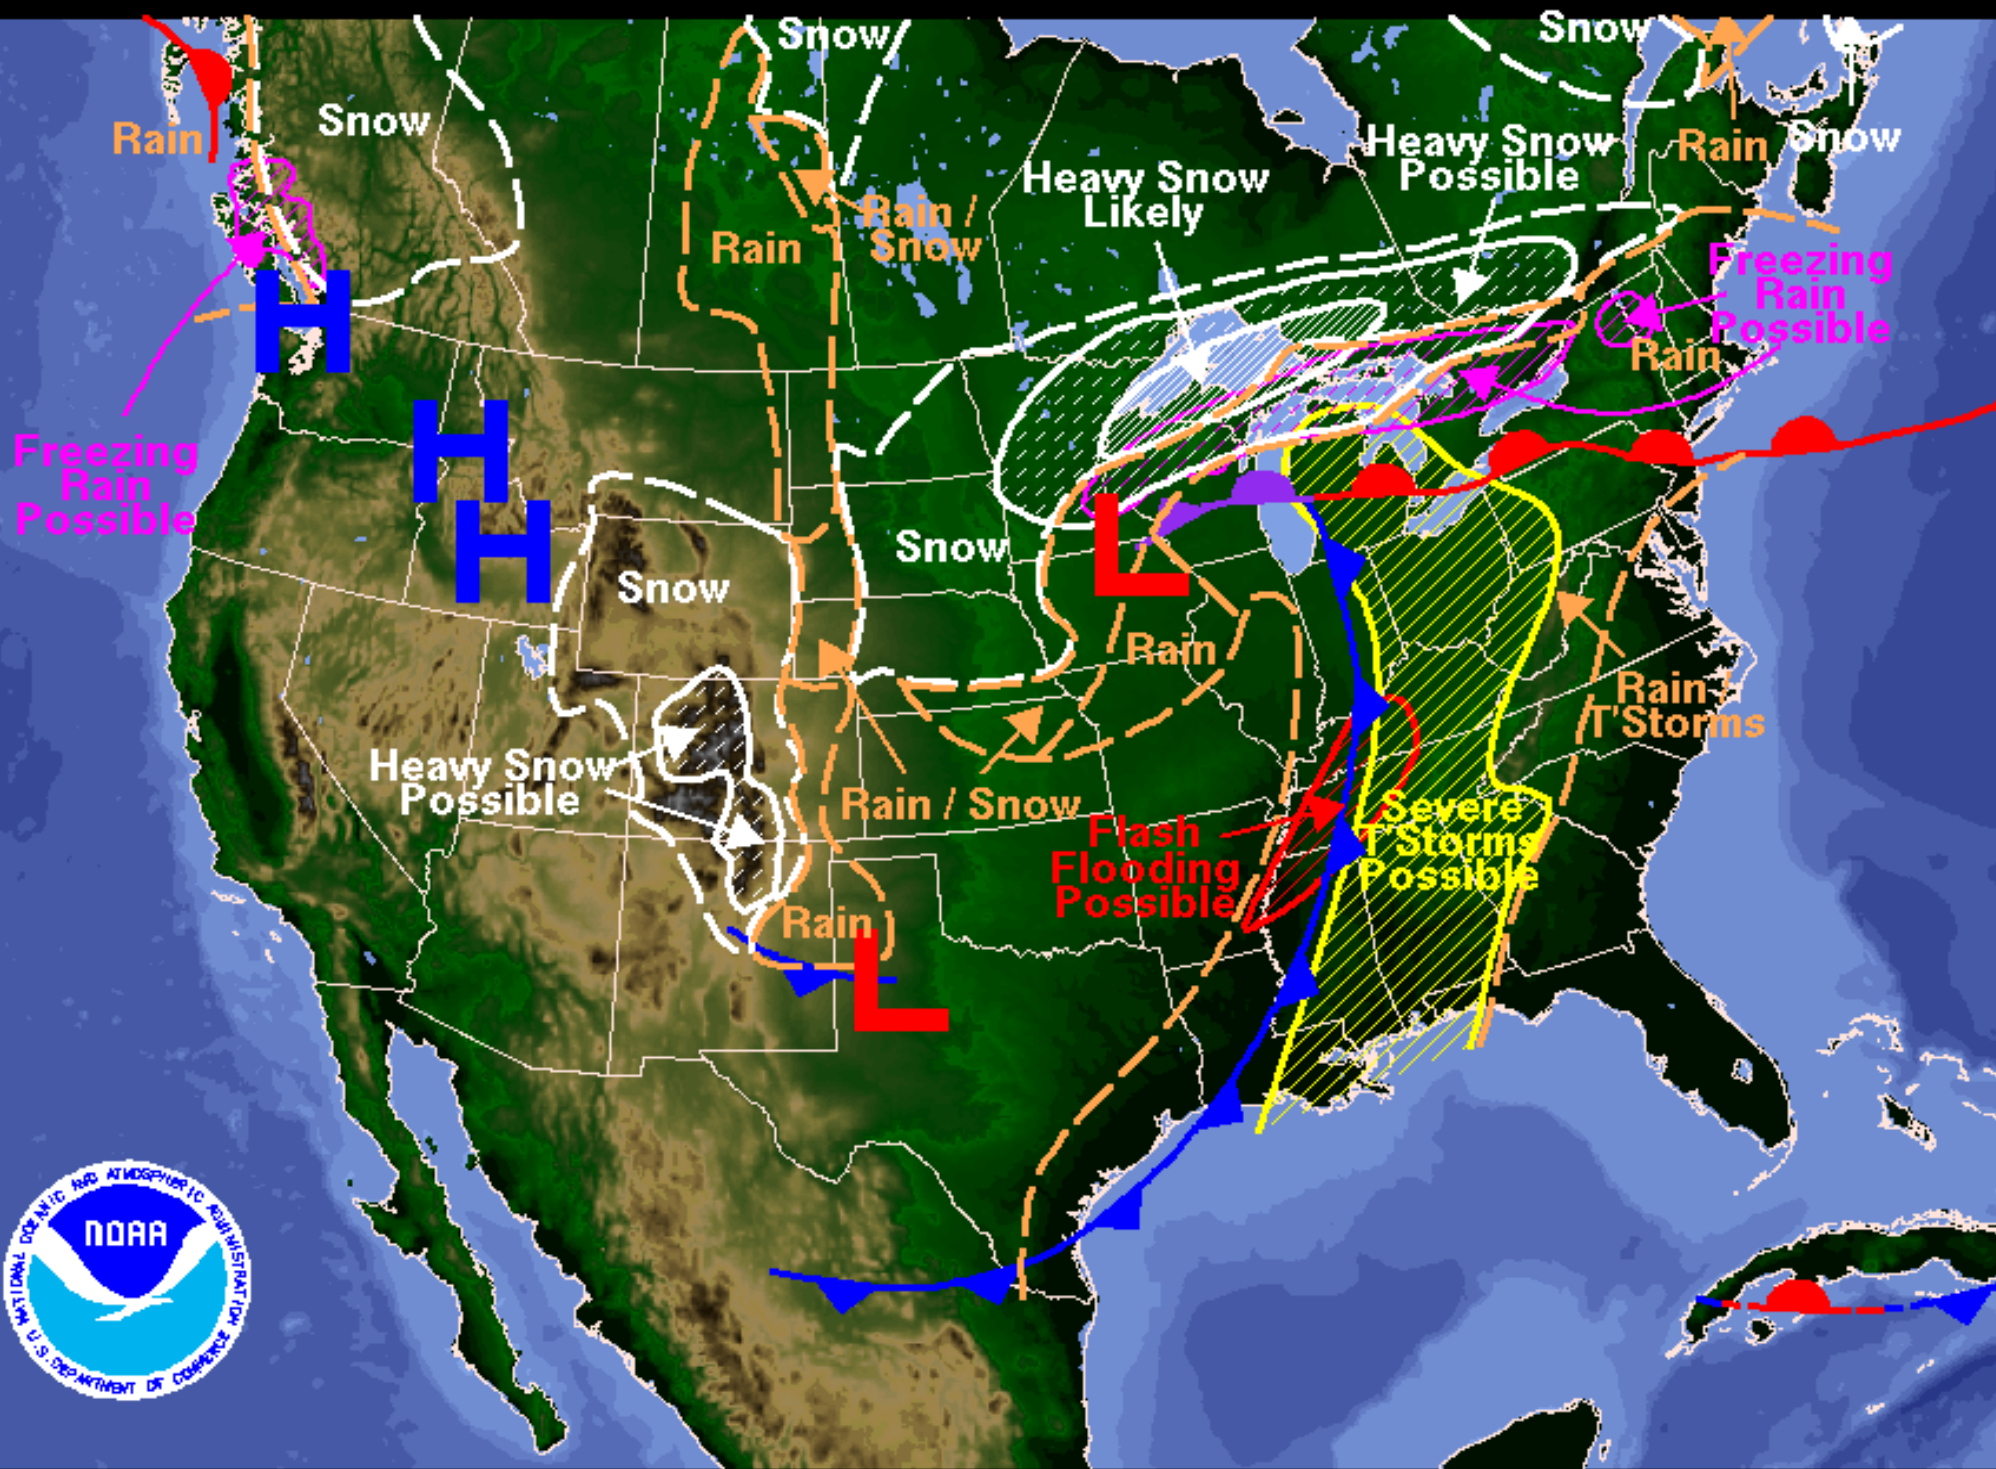 Snow
Snow
Rain
Snow
Rain
Snow
Heavy Snow
Possible
Heavy Snow
Likely
Rain /
Snow
Rain
Freezing
Rain
Possible
Rain
H
H
H
Freezing
Rain
Possible
Snow
Snow
L
Rain
Rain /
T'Storms
Heavy Snow
Possible
Rain / Snow
Flash
Flooding
Possible
Severe
T'Storms
Possible
Rain
L
NATIONAL OCEANIC AND ATMOSPHERIC ADMINISTRATION
NOAA
U.S. DEPARTMENT OF COMMERCE